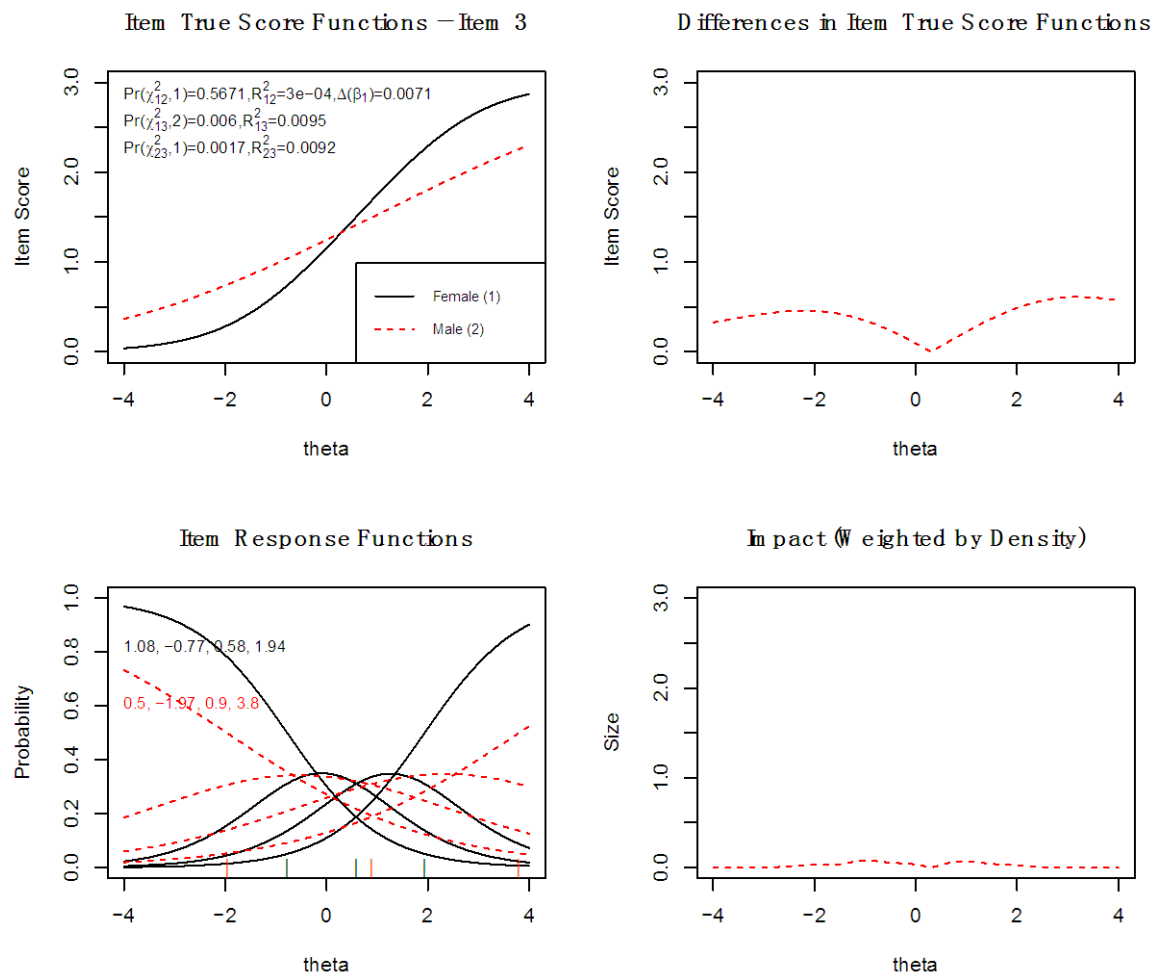 Item True Score Functions − Item 3
Pr(χ²₁₂,1)=0.5671,R²₁₂=3e−04,Δ(β₁)=0.0071
Pr(χ²₁₃,2)=0.006,R²₁₃=0.0095
Pr(χ²₂₃,1)=0.0017,R²₂₃=0.0092
Item Score
3.0
2.0
1.0
0.0
Female (1)
Male (2)
−4 −2 0 2 4
theta
Differences in Item True Score Functions
Item Score
3.0
2.0
1.0
0.0
−4 −2 0 2 4
theta
Item Response Functions
Probability
1.0
0.8
0.6
0.4
0.2
0.0
1.08, −0.77, 0.58, 1.94
0.5, −1.97, 0.9, 3.8
−4 −2 0 2 4
theta
Impact (Weighted by Density)
Size
3.0
2.0
1.0
0.0
−4 −2 0 2 4
theta